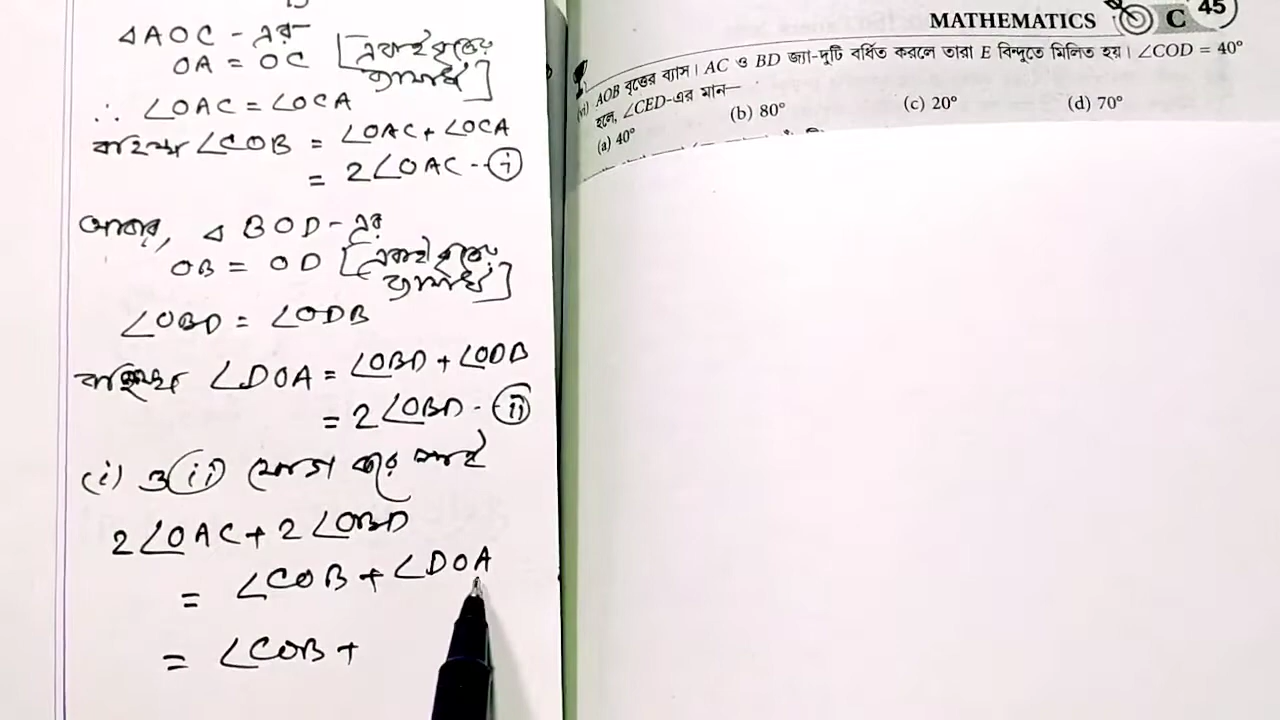 △AOC - এর
OA = OC [একই বৃত্তের
ব্যাসার্ধ]
∴ ∠OAC = ∠OCA
বহিঃস্থ ∠COB = ∠OAC + ∠OCA
= 2∠OAC - (i)
আবার, △ BOD - এর
OB = OD [একই বৃত্তের
ব্যাসার্ধ]
∠OBD = ∠ODB
বহিঃস্থ ∠DOA = ∠OBD + ∠ODB
= 2∠OBD - (ii)
(i) ও (ii) যোগ করে পাই
2∠OAC + 2∠OBD
= ∠COB + ∠DOA
= ∠COB +
MATHEMATICS C 45
(vi) AOB বৃত্তের ব্যাস। AC ও BD জ্যা-দুটি বর্ধিত করলে তারা E বিন্দুতে মিলিত হয়। ∠COD = 40°
হলে, ∠CED-এর মান—
(a) 40° (b) 80° (c) 20° (d) 70°